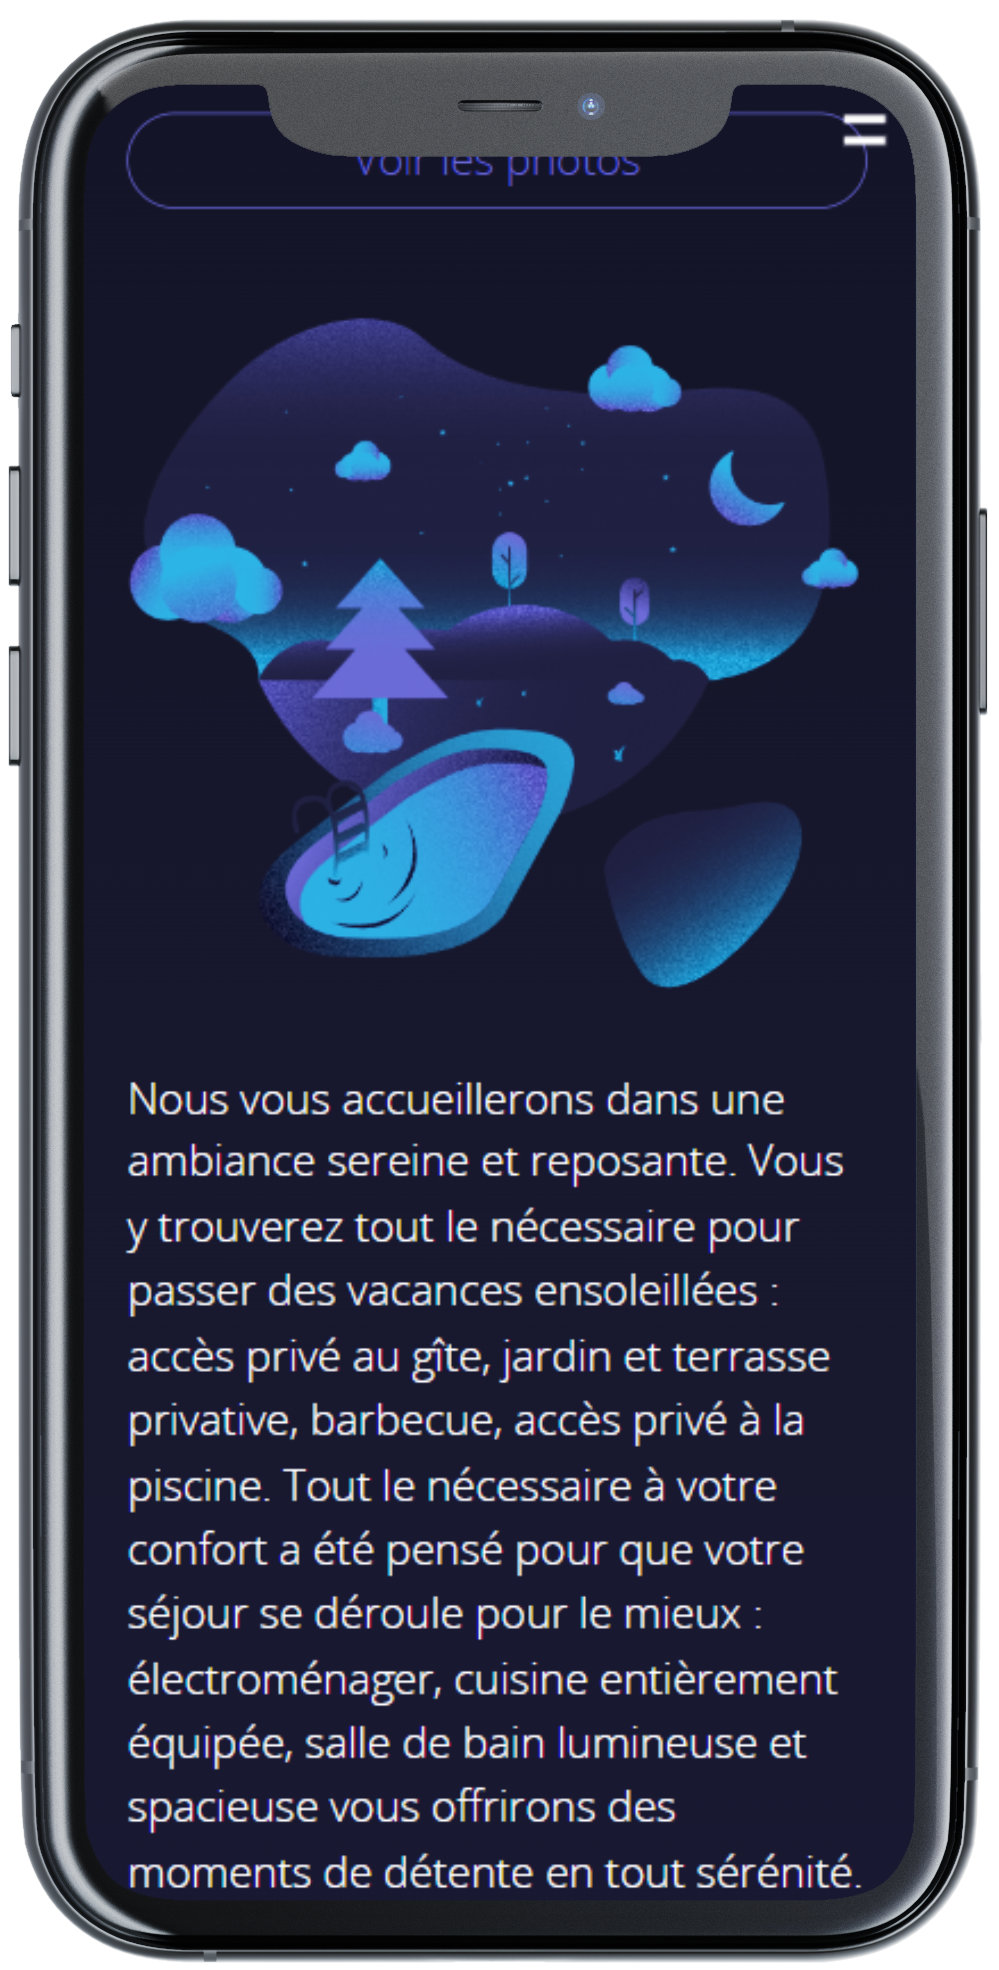 Voir les photos
Nous vous accueillerons dans une
ambiance sereine et reposante. Vous
y trouverez tout le nécessaire pour
passer des vacances ensoleillées :
accès privé au gîte, jardin et terrasse
privative, barbecue, accès privé à la
piscine. Tout le nécessaire à votre
confort a été pensé pour que votre
séjour se déroule pour le mieux :
électroménager, cuisine entièrement
équipée, salle de bain lumineuse et
spacieuse vous offrirons des
moments de détente en tout sérénité.